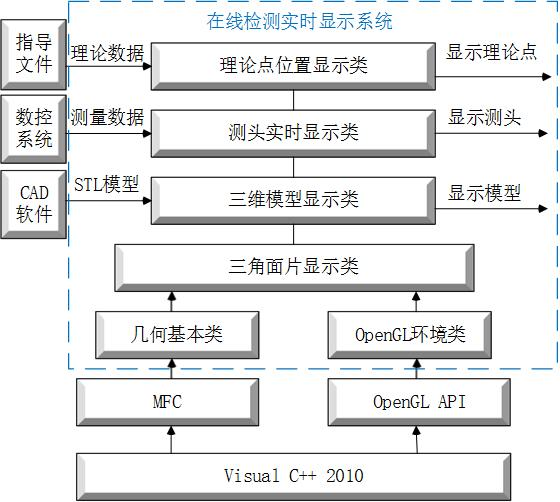 在线检测实时显示系统
指导
文件
理论数据
理论点位置显示类
显示理论点
数控
系统
测量数据
测头实时显示类
显示测头
CAD
软件
STL模型
三维模型显示类
显示模型
三角面片显示类
几何基本类
OpenGL环境类
MFC
OpenGL API
Visual C++ 2010